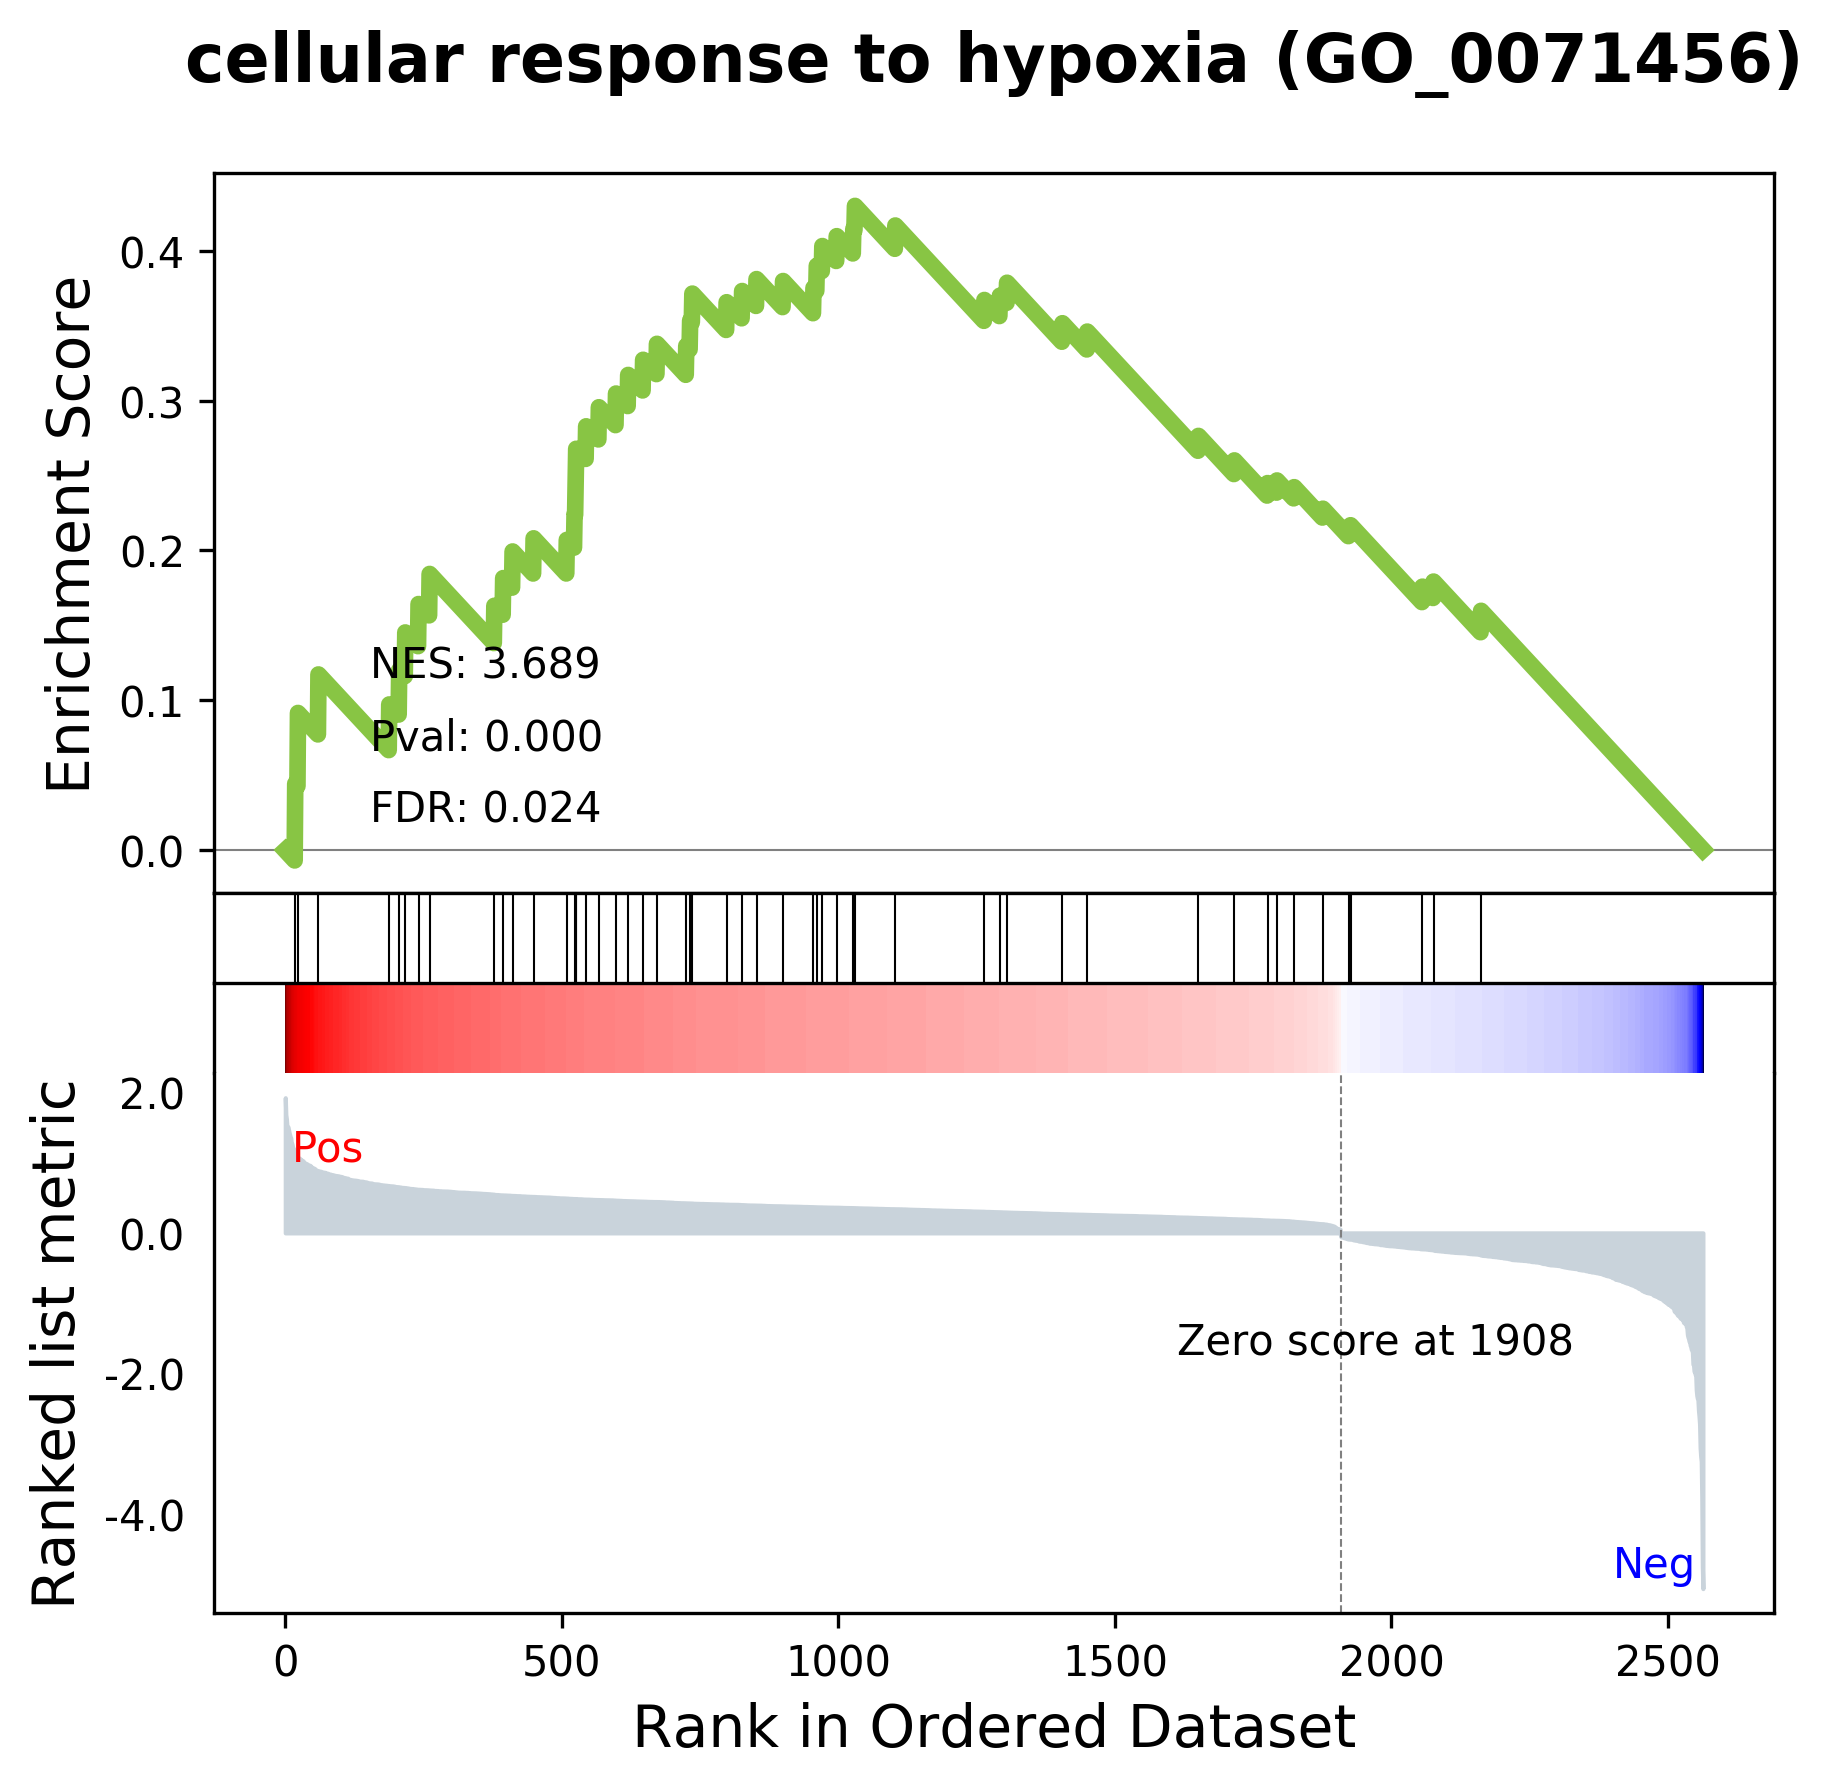 cellular response to hypoxia (GO_0071456)
Enrichment Score
0.4
0.3
0.2
0.1
0.0
NES: 3.689
Pval: 0.000
FDR: 0.024
Ranked list metric
2.0
0.0
-2.0
-4.0
Pos
Zero score at 1908
Neg
0 500 1000 1500 2000 2500
Rank in Ordered Dataset